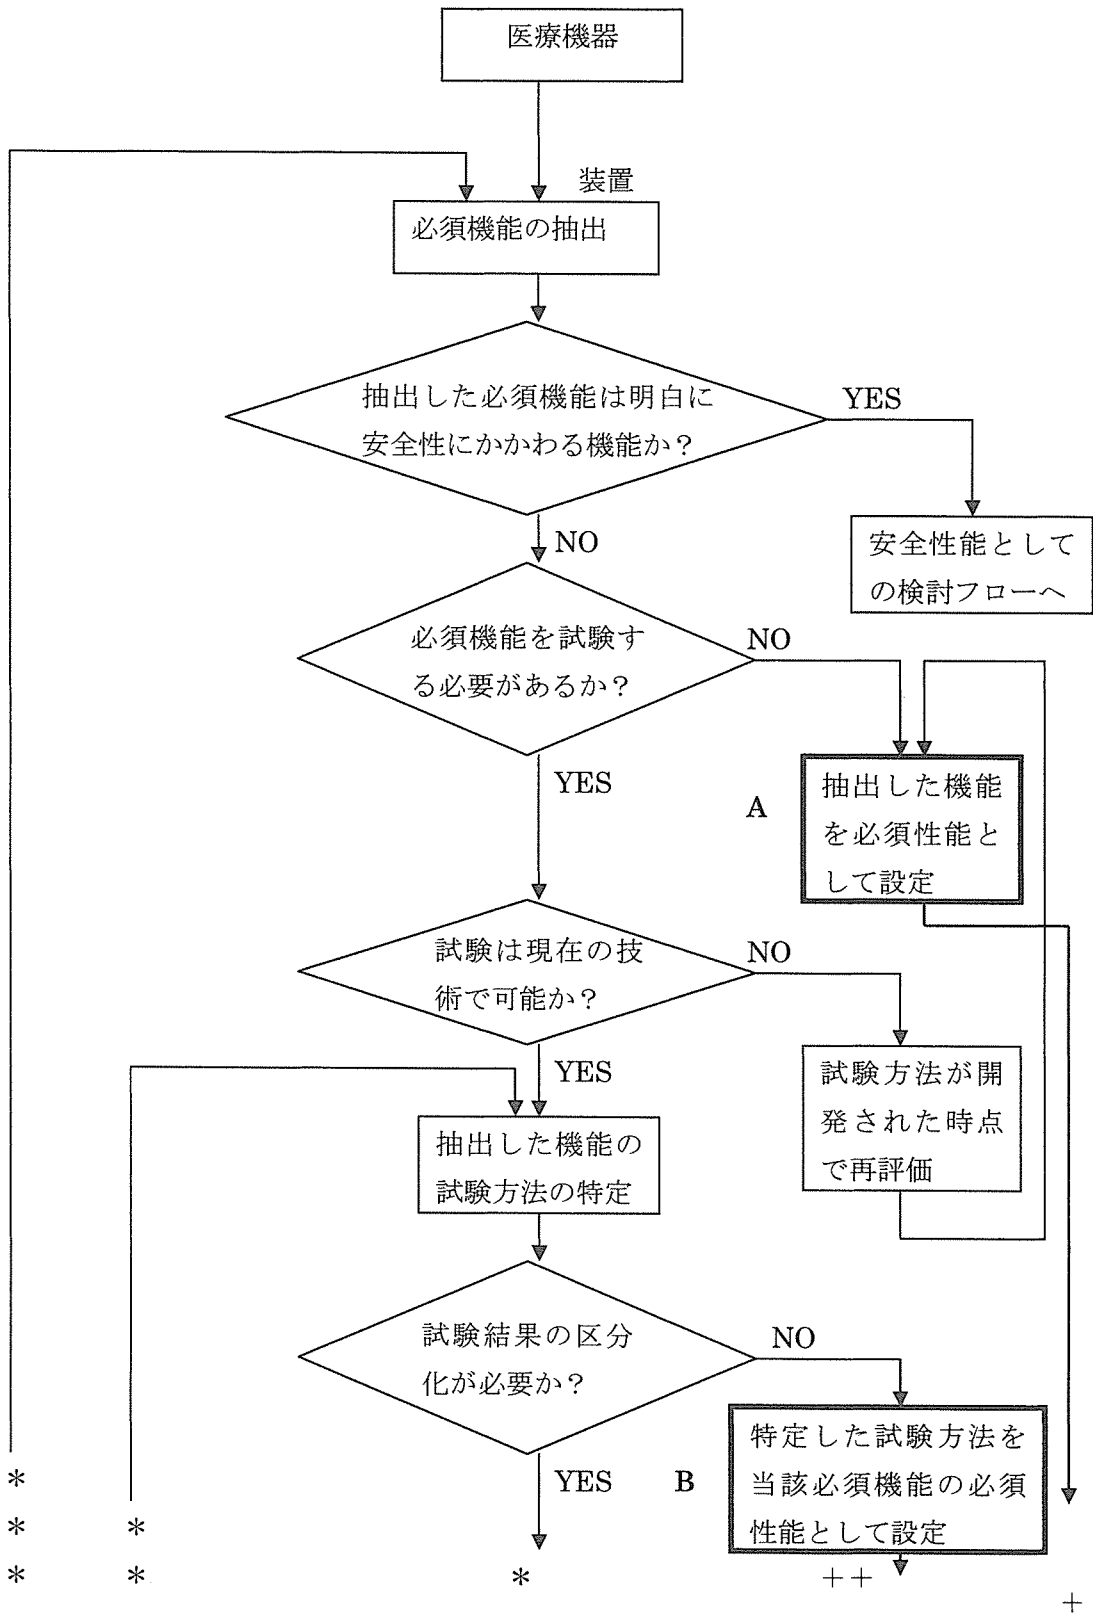 医療機器
装置
必須機能の抽出
抽出した必須機能は明白に
安全性にかかわる機能か？
YES
NO
安全性能として
の検討フローへ
必須機能を試験す
る必要があるか？
NO
YES
A
抽出した機能
を必須性能と
して設定
試験は現在の技
術で可能か？
NO
YES
試験方法が開
発された時点
で再評価
抽出した機能の
試験方法の特定
試験結果の区分
化が必要か？
NO
YES
B
特定した試験方法を
当該必須機能の必須
性能として設定
*
* *
* * * ++
+